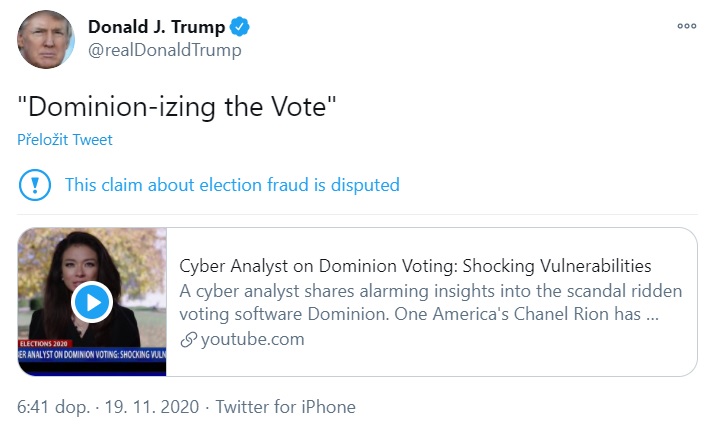 Donald J. Trump
@realDonaldTrump
"Dominion-izing the Vote"
Přeložit Tweet
This claim about election fraud is disputed
Cyber Analyst on Dominion Voting: Shocking Vulnerabilities
A cyber analyst shares alarming insights into the scandal ridden
voting software Dominion. One America's Chanel Rion has ...
youtube.com
ELECTIONS 2020
ER ANALYST ON DOMINION VOTING: SHOCKING VULN
6:41 dop. · 19. 11. 2020 · Twitter for iPhone